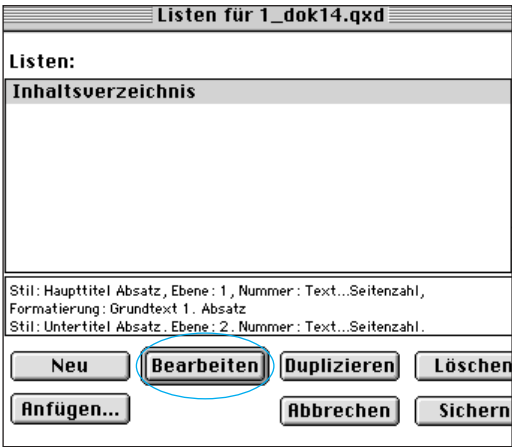 Listen für 1_dok14.qxd
Listen:
Inhaltsverzeichnis
Stil: Haupttitel Absatz, Ebene: 1, Nummer: Text...Seitenzahl,
Formatierung: Grundtext 1. Absatz
Stil: Untertitel Absatz. Ebene: 2. Nummer: Text...Seitenzahl.
Neu Bearbeiten Duplizieren Löschen
Anfügen... Abbrechen Sichern